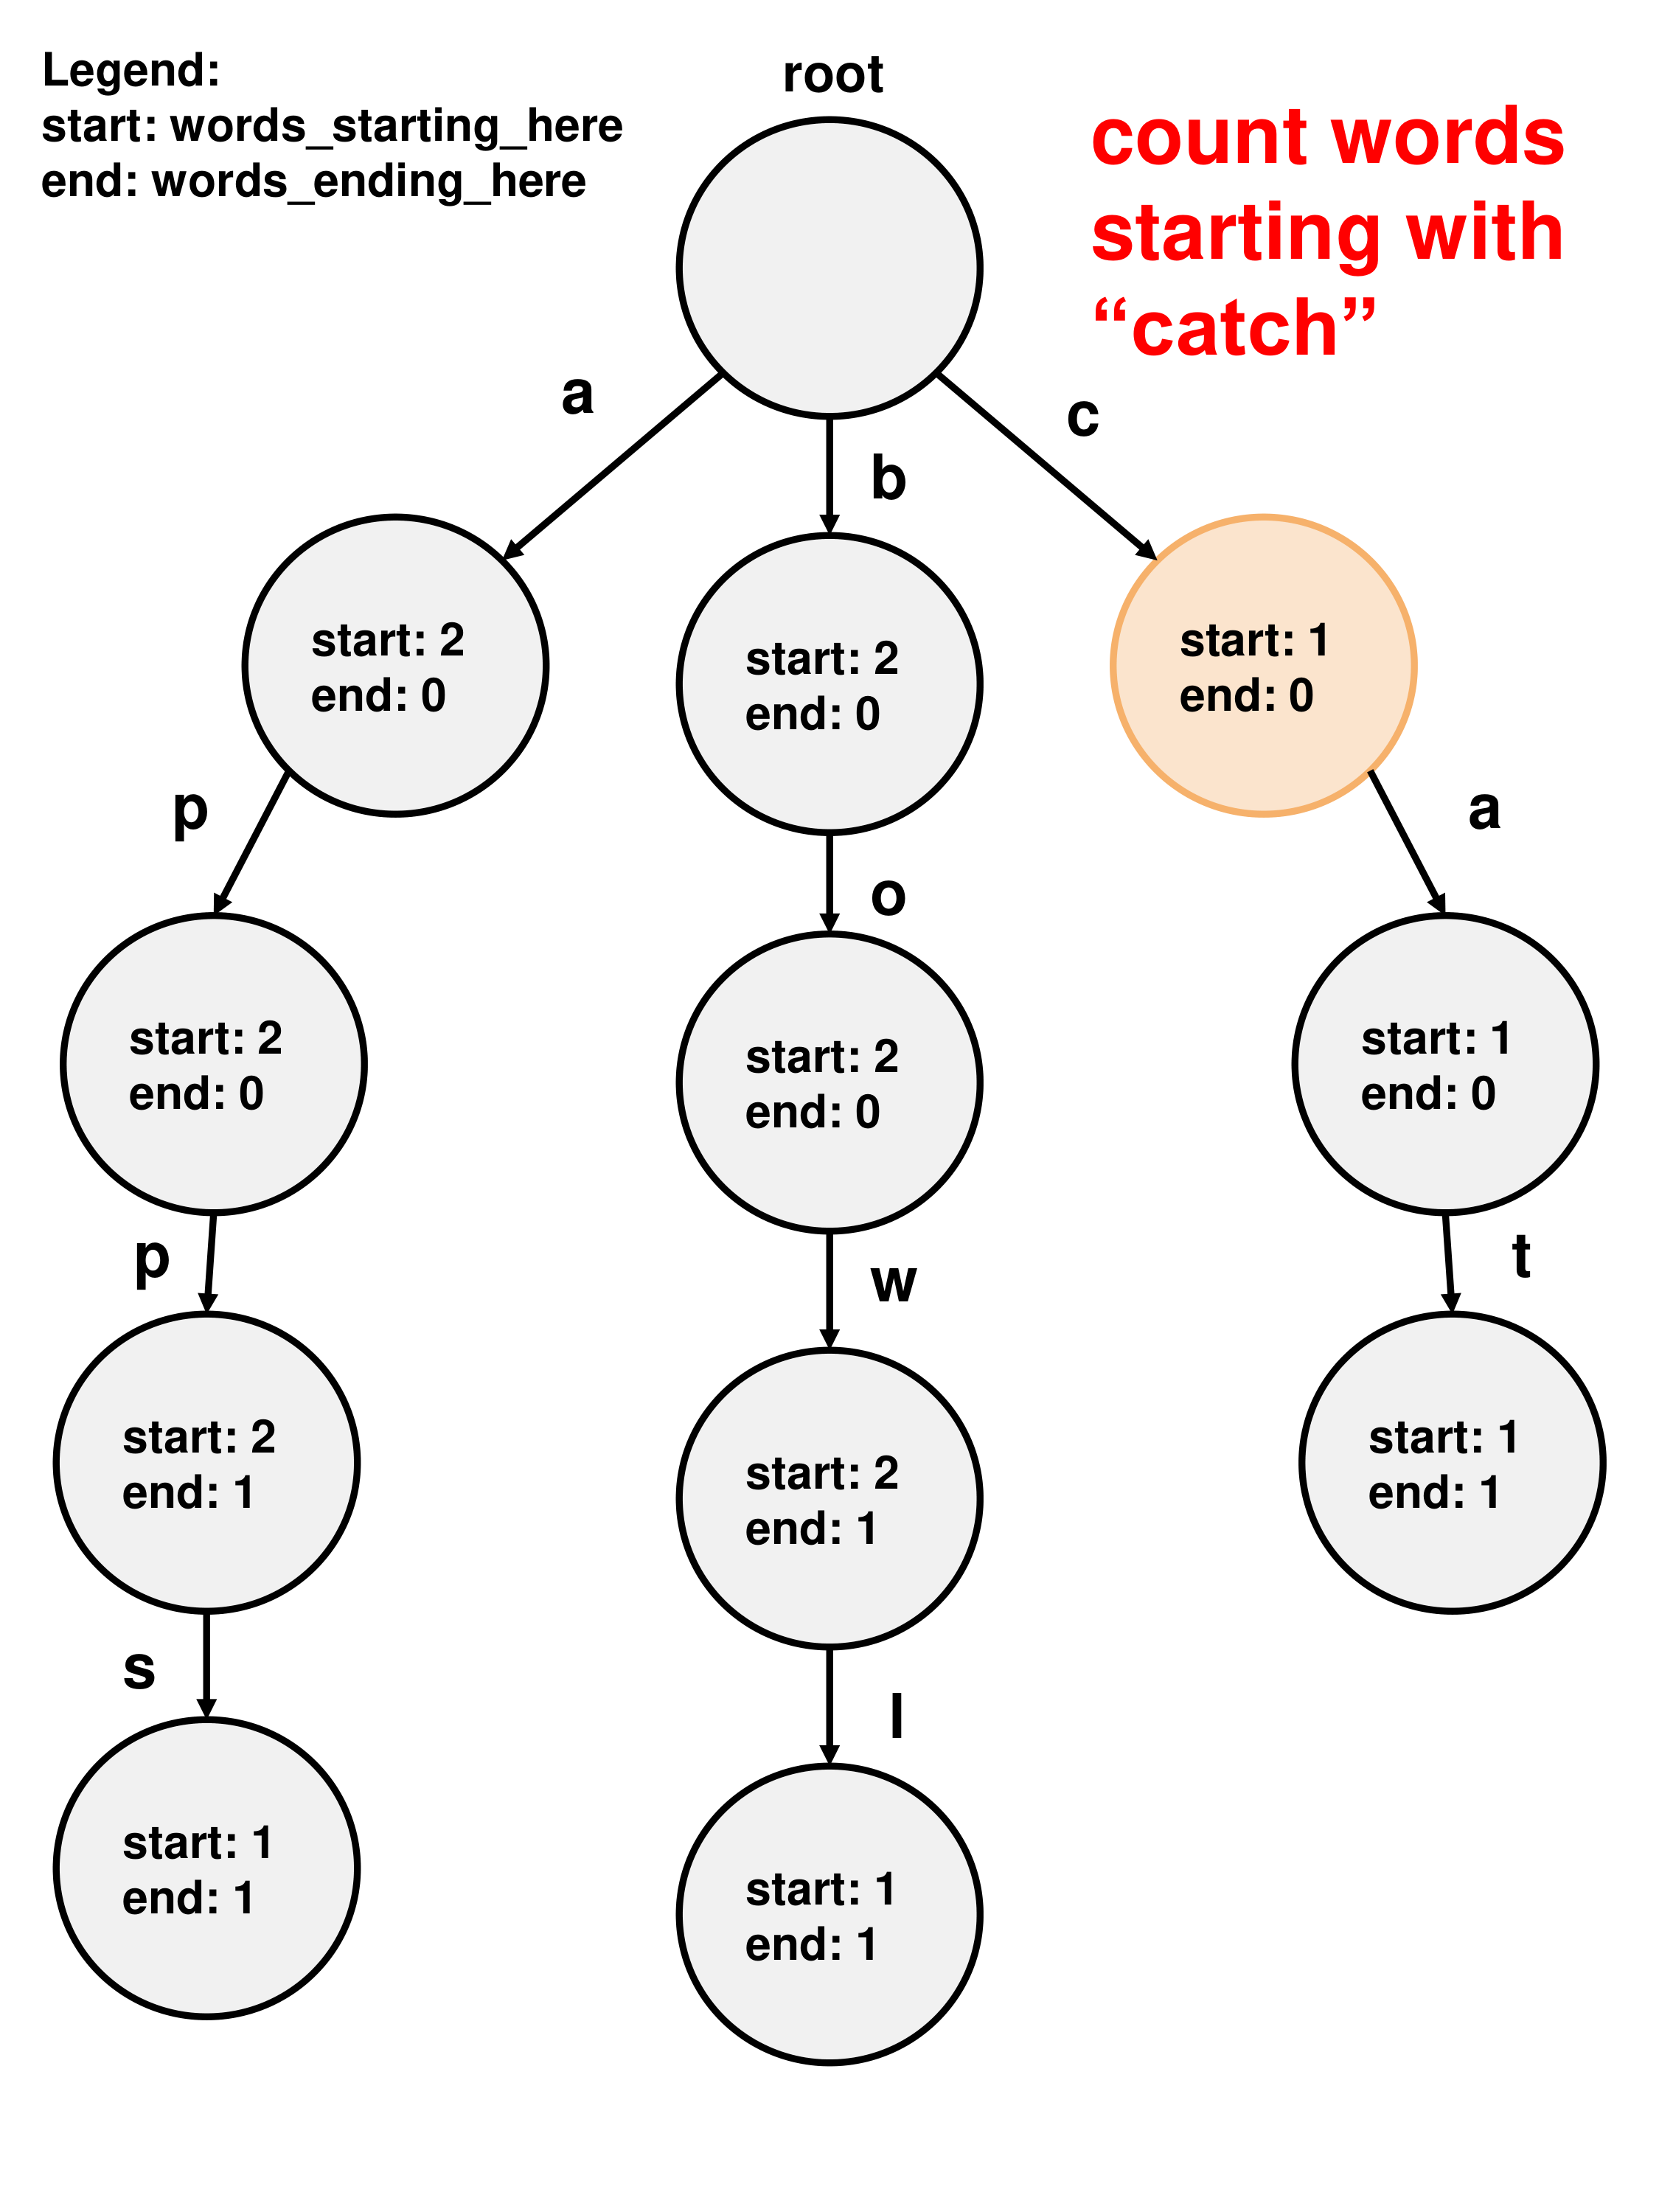 Legend:
start: words_starting_here
end: words_ending_here
root
count words
starting with
“catch”
a
b
c
start: 2
end: 0
start: 2
end: 0
start: 1
end: 0
p
o
a
start: 2
end: 0
start: 2
end: 0
start: 1
end: 0
p
w
t
start: 2
end: 1
start: 2
end: 1
start: 1
end: 1
s
l
start: 1
end: 1
start: 1
end: 1